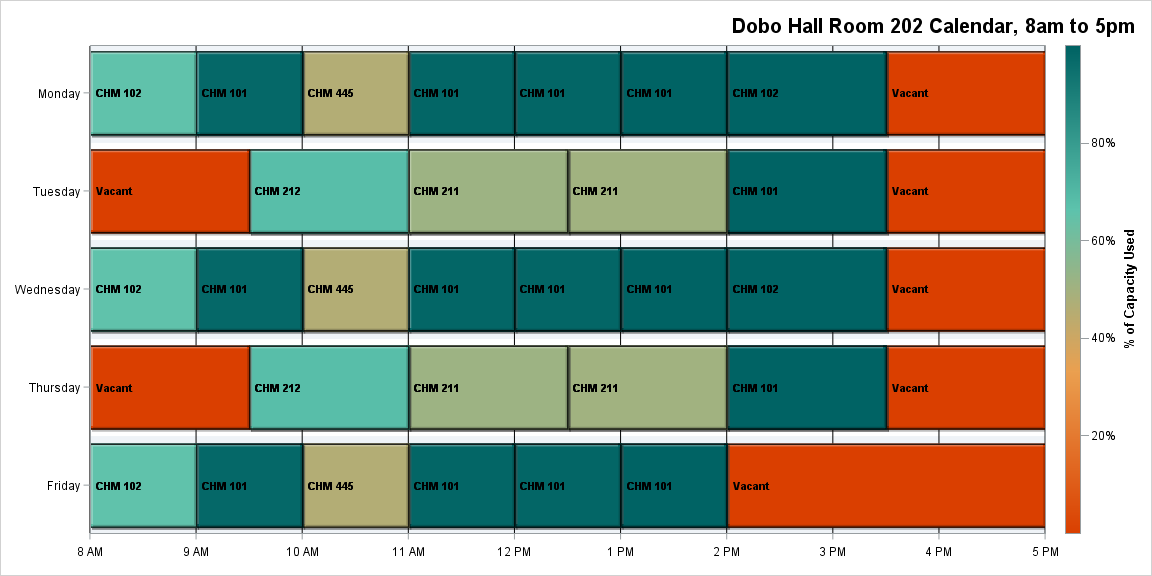 Dobo Hall Room 202 Calendar, 8am to 5pm
Monday CHM 102 CHM 101 CHM 445 CHM 101 CHM 101 CHM 101 CHM 102 Vacant
80%
Tuesday Vacant CHM 212 CHM 211 CHM 211 CHM 101 Vacant
60%
% of Capacity Used
Wednesday CHM 102 CHM 101 CHM 445 CHM 101 CHM 101 CHM 101 CHM 102 Vacant
40%
Thursday Vacant CHM 212 CHM 211 CHM 211 CHM 101 Vacant
20%
Friday CHM 102 CHM 101 CHM 445 CHM 101 CHM 101 CHM 101 Vacant
8 AM 9 AM 10 AM 11 AM 12 PM 1 PM 2 PM 3 PM 4 PM 5 PM